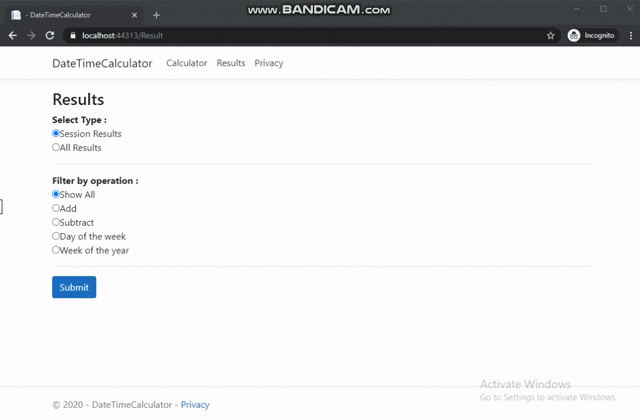 www.BANDICAM.com
- DateTimeCalculator
localhost:44313/Result
Incognito
DateTimeCalculator Calculator Results Privacy
Results
Select Type :
Session Results
All Results
Filter by operation :
Show All
Add
Subtract
Day of the week
Week of the year
Submit
Activate Windows
Go to Settings to activate Windows.
© 2020 - DateTimeCalculator - Privacy